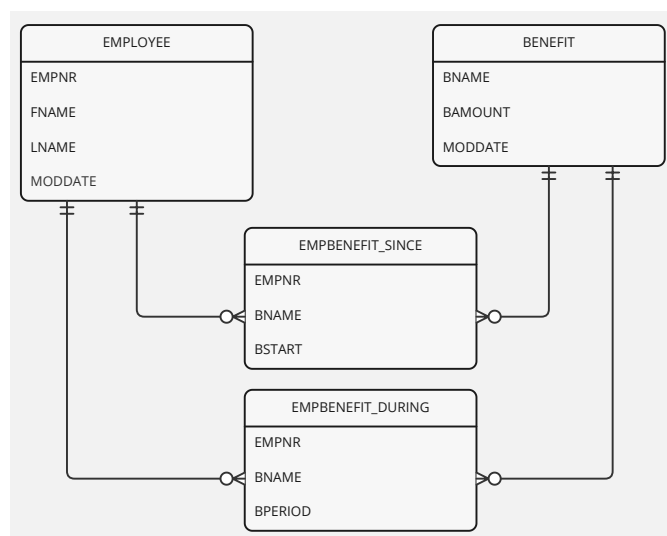 EMPLOYEE
EMPNR
FNAME
LNAME
MODDATE
BENEFIT
BNAME
BAMOUNT
MODDATE
EMPBENEFIT_SINCE
EMPNR
BNAME
BSTART
EMPBENEFIT_DURING
EMPNR
BNAME
BPERIOD